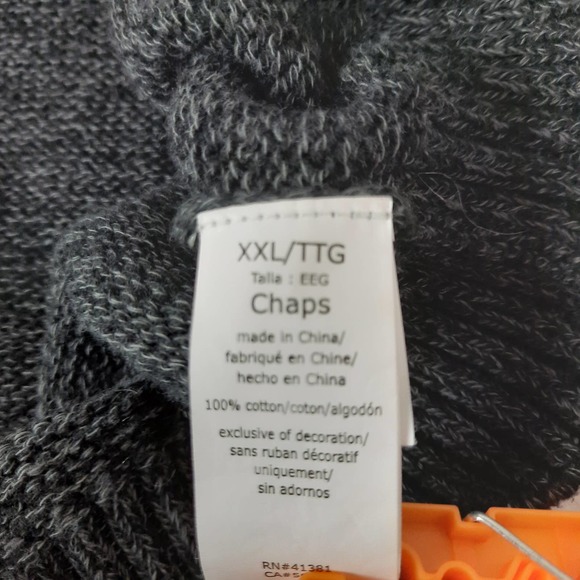 XXL/TTG
Talla : EEG
Chaps
made in China/
fabriqué en Chine/
hecho en China
100% cotton/coton/algodón
exclusive of decoration/
sans ruban décoratif
uniquement/
sin adornos
RN#41381